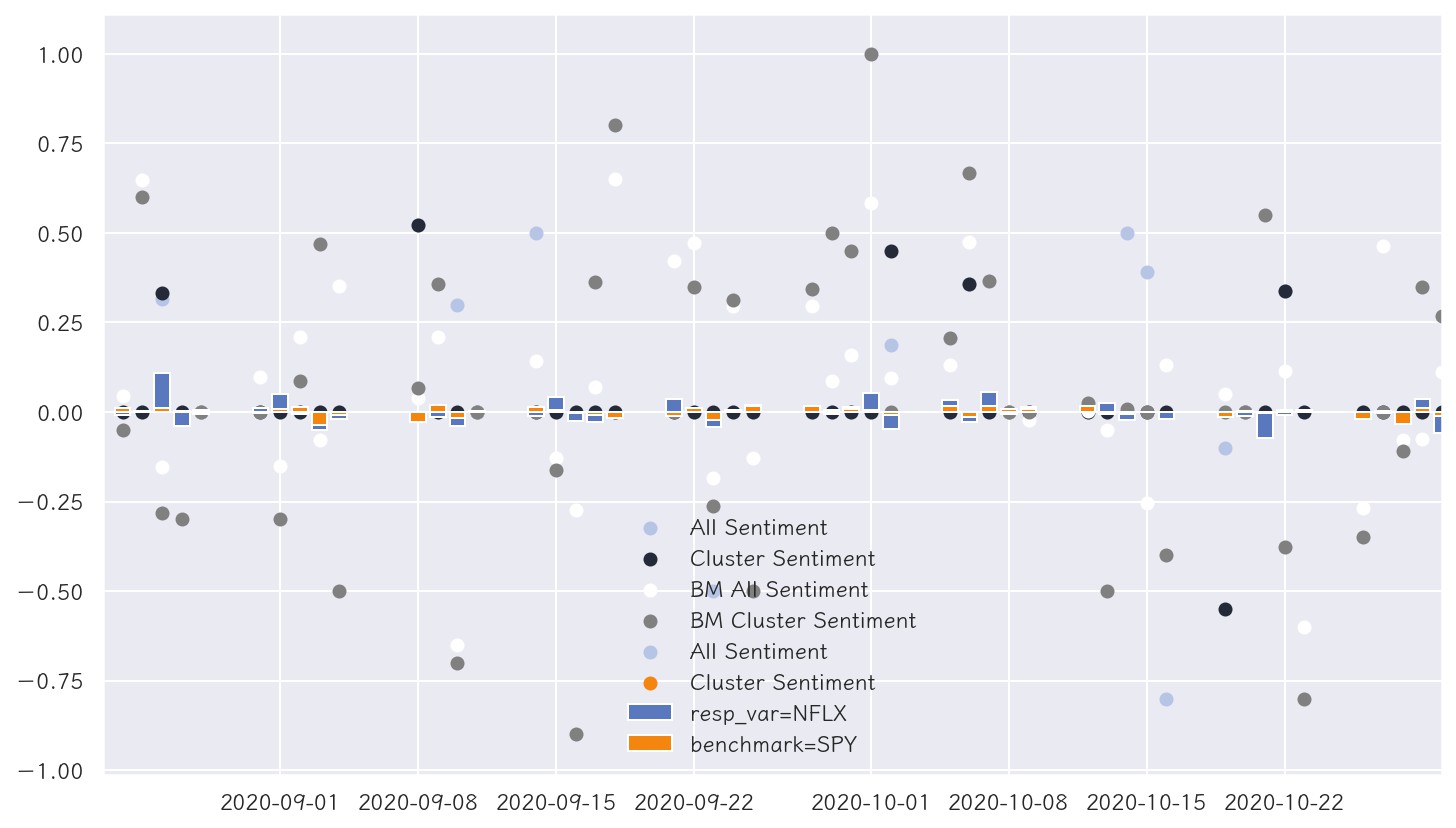 1.00
0.75
0.50
0.25
0.00
−0.25
−0.50
−0.75
−1.00
All Sentiment
Cluster Sentiment
BM All Sentiment
BM Cluster Sentiment
All Sentiment
Cluster Sentiment
resp_var=NFLX
benchmark=SPY
2020-09-01 2020-09-08 2020-09-15 2020-09-22 2020-10-01 2020-10-08 2020-10-15 2020-10-22